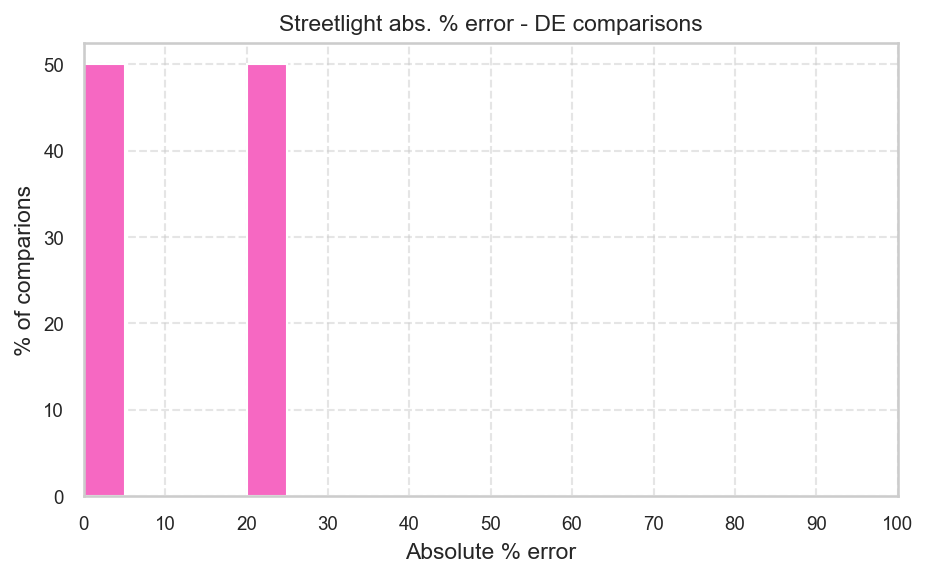 Streetlight abs. % error - DE comparisons
50
40
30
20
10
0
% of comparions
0 10 20 30 40 50 60 70 80 90 100
Absolute % error